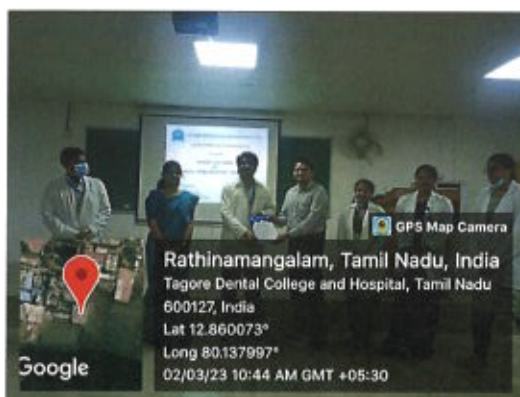 GPS Map Camera
Rathinamangalam, Tamil Nadu, India
Tagore Dental College and Hospital, Tamil Nadu
600127, India
Lat 12.860073°
Long 80.137997°
02/03/23 10:44 AM GMT +05:30
Google